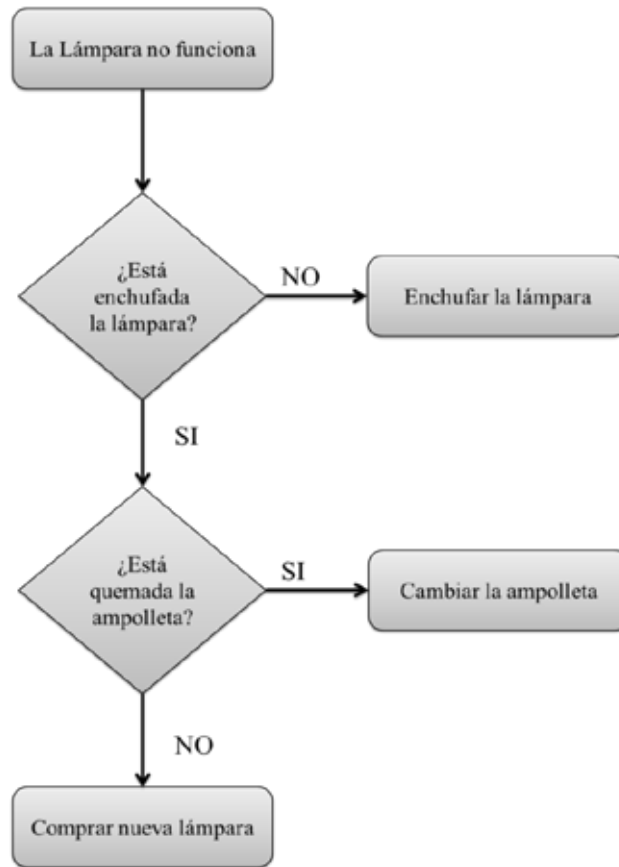 La Lámpara no funciona
¿Está
enchufada
la lámpara?
NO
Enchufar la lámpara
SI
¿Está
quemada la
ampolleta?
SI
Cambiar la ampolleta
NO
Comprar nueva lámpara